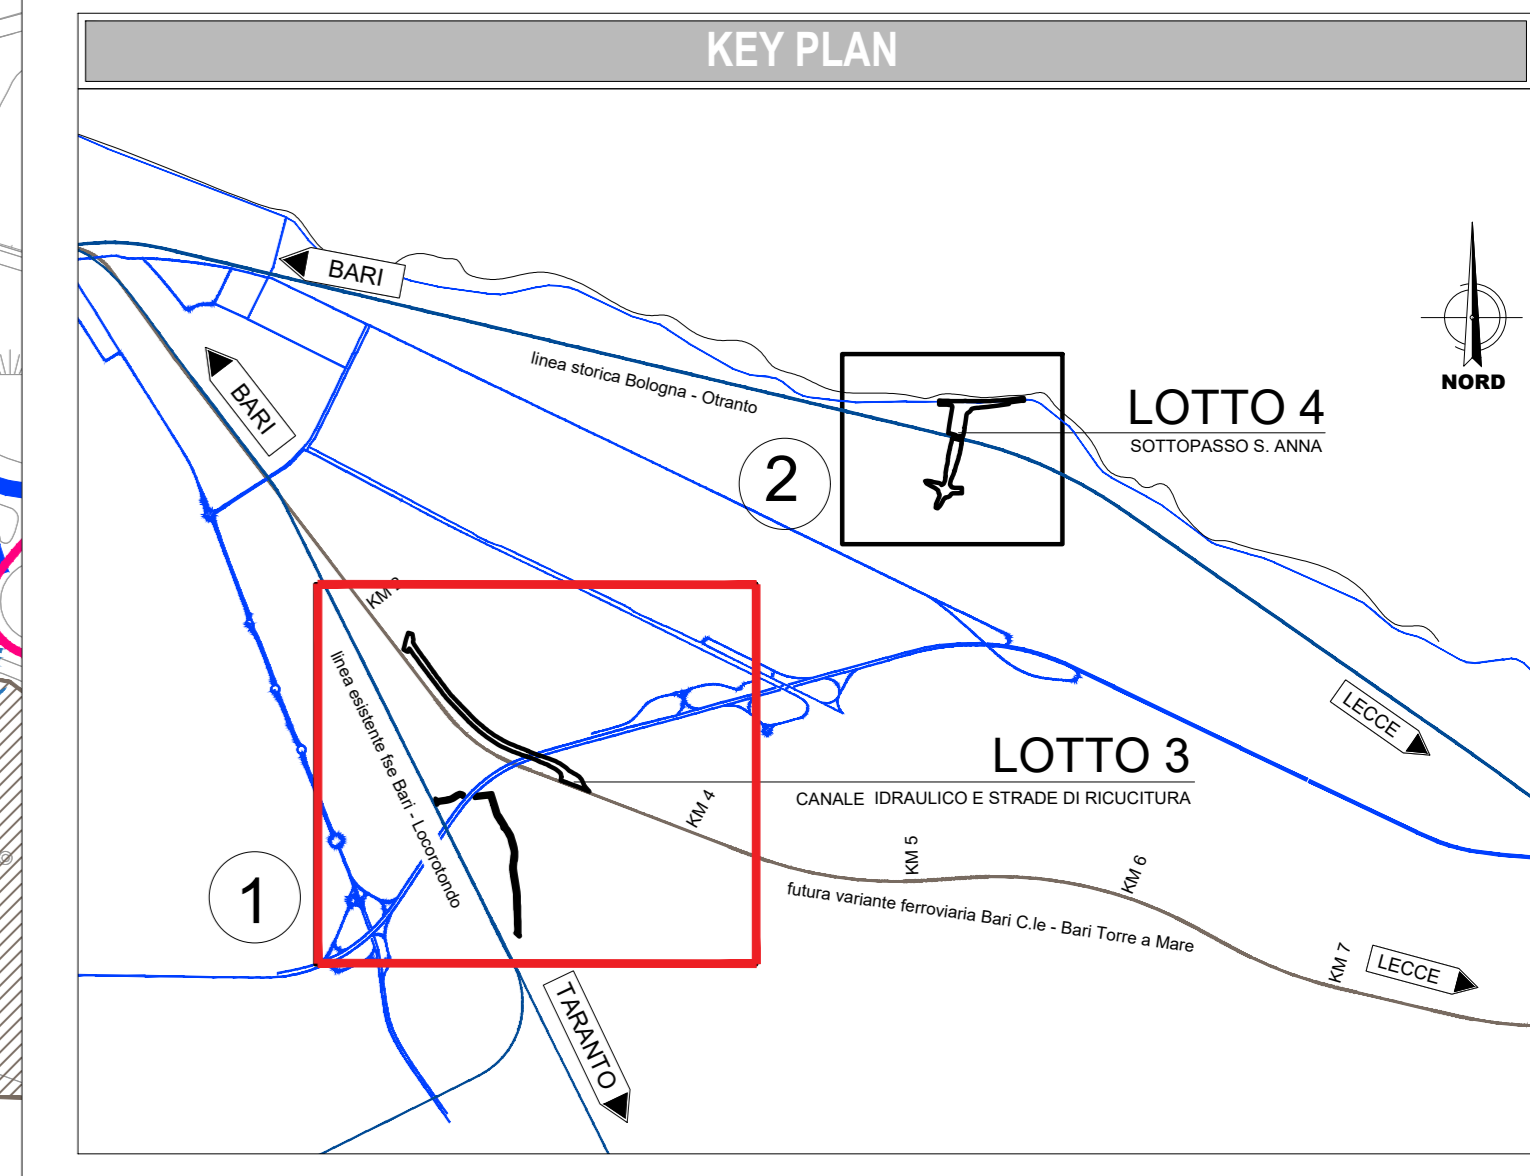 KEY PLAN
BARI
BARI
linea storica Bologna - Otranto
NORD
LOTTO 4
SOTTOPASSO S. ANNA
2
KM
linea esistente fse Bari - Locorotondo
LECCE
LOTTO 3
CANALE IDRAULICO E STRADE DI RICUCITURA
KM 4
KM 5
KM 6
1
futura variante ferroviaria Bari C.le - Bari Torre a Mare
KM 7
LECCE
TARANTO